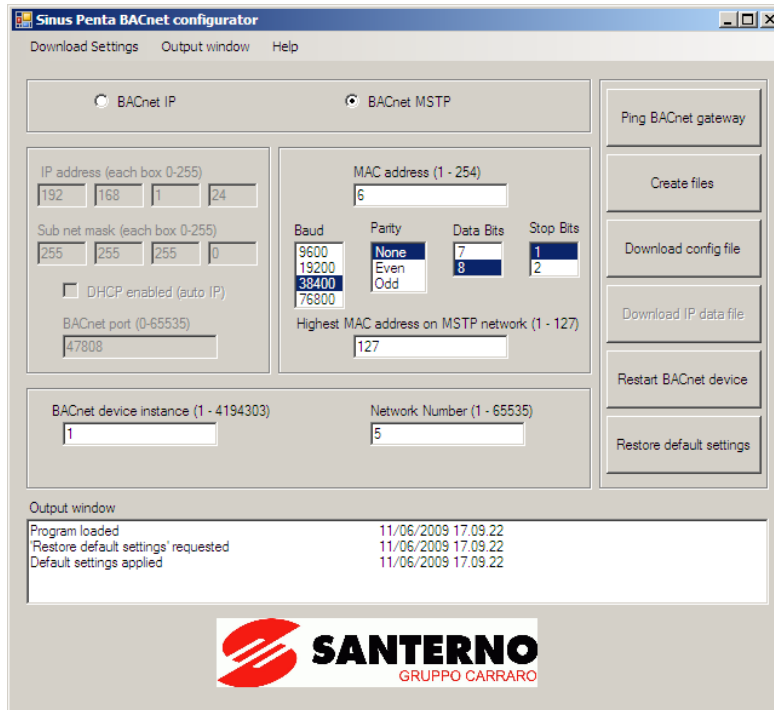 Sinus Penta BACnet configurator
Download Settings Output window Help
BACnet IP
BACnet MSTP
IP address (each box 0-255)
192 168 1 24
Sub net mask (each box 0-255)
255 255 255 0
DHCP enabled (auto IP)
BACnet port (0-65535)
47808
MAC address (1 - 254)
6
Baud Parity Data Bits Stop Bits
9600 None 7 1
19200 Even 8 2
38400 Odd
76800
Highest MAC address on MSTP network (1 - 127)
127
BACnet device instance (1 - 4194303)
1
Network Number (1 - 65535)
5
Ping BACnet gateway
Create files
Download config file
Download IP data file
Restart BACnet device
Restore default settings
Output window
Program loaded 11/06/2009 17.09.22
'Restore default settings' requested 11/06/2009 17.09.22
Default settings applied 11/06/2009 17.09.22
SANTERNO
GRUPPO CARRARO